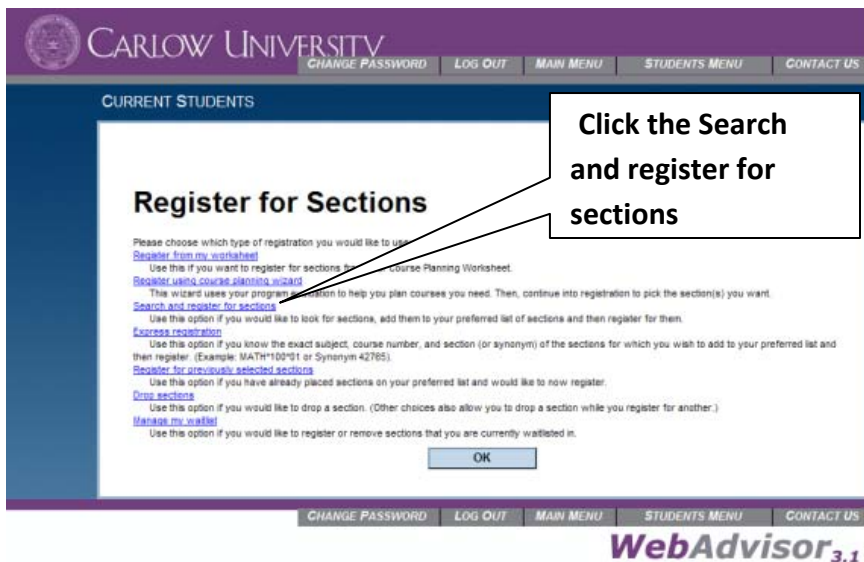 CARLOW UNIVERSITY
CHANGE PASSWORD LOG OUT MAIN MENU STUDENTS MENU CONTACT US
CURRENT STUDENTS
Click the Search
and register for
sections
Register for Sections
Please choose which type of registration you would like to use
Register from my worksheet
Use this if you want to register for sections Course Planning Worksheet.
Register using course planning wizard
This wizard uses your program evaluation to help you plan courses you need. Then, continue into registration to pick the section(s) you want.
Search and register for sections
Use this option if you would like to look for sections, add them to your preferred list of sections and then register for them.
Express registration
Use this option if you know the exact subject, course number, and section (or synonym) of the sections for which you wish to add to your preferred list and
then register. (Example: MATH*100*01 or Synonym 42765).
Register for previously selected sections
Use this option if you have already placed sections on your preferred list and would like to now register.
Drop sections
Use this option if you would like to drop a section. (Other choices also allow you to drop a section while you register for another.)
Manage my waitlist
Use this option if you would like to register or remove sections that you are currently waitlisted in.
OK
CHANGE PASSWORD LOG OUT MAIN MENU STUDENTS MENU CONTACT US
WebAdvisor 3.1